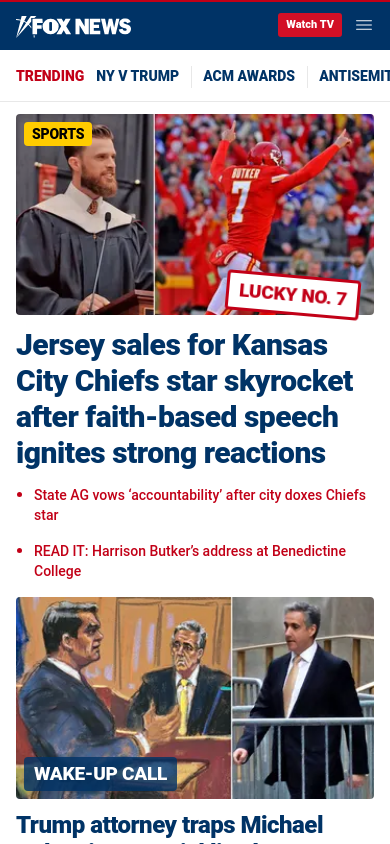 FOX NEWS
Watch TV
TRENDING NY V TRUMP ACM AWARDS ANTISEMIT
SPORTS
BUTKER
7
LUCKY NO. 7
Jersey sales for Kansas
City Chiefs star skyrocket
after faith-based speech
ignites strong reactions
State AG vows ‘accountability’ after city doxes Chiefs
star
READ IT: Harrison Butker’s address at Benedictine
College
WAKE-UP CALL
Trump attorney traps Michael